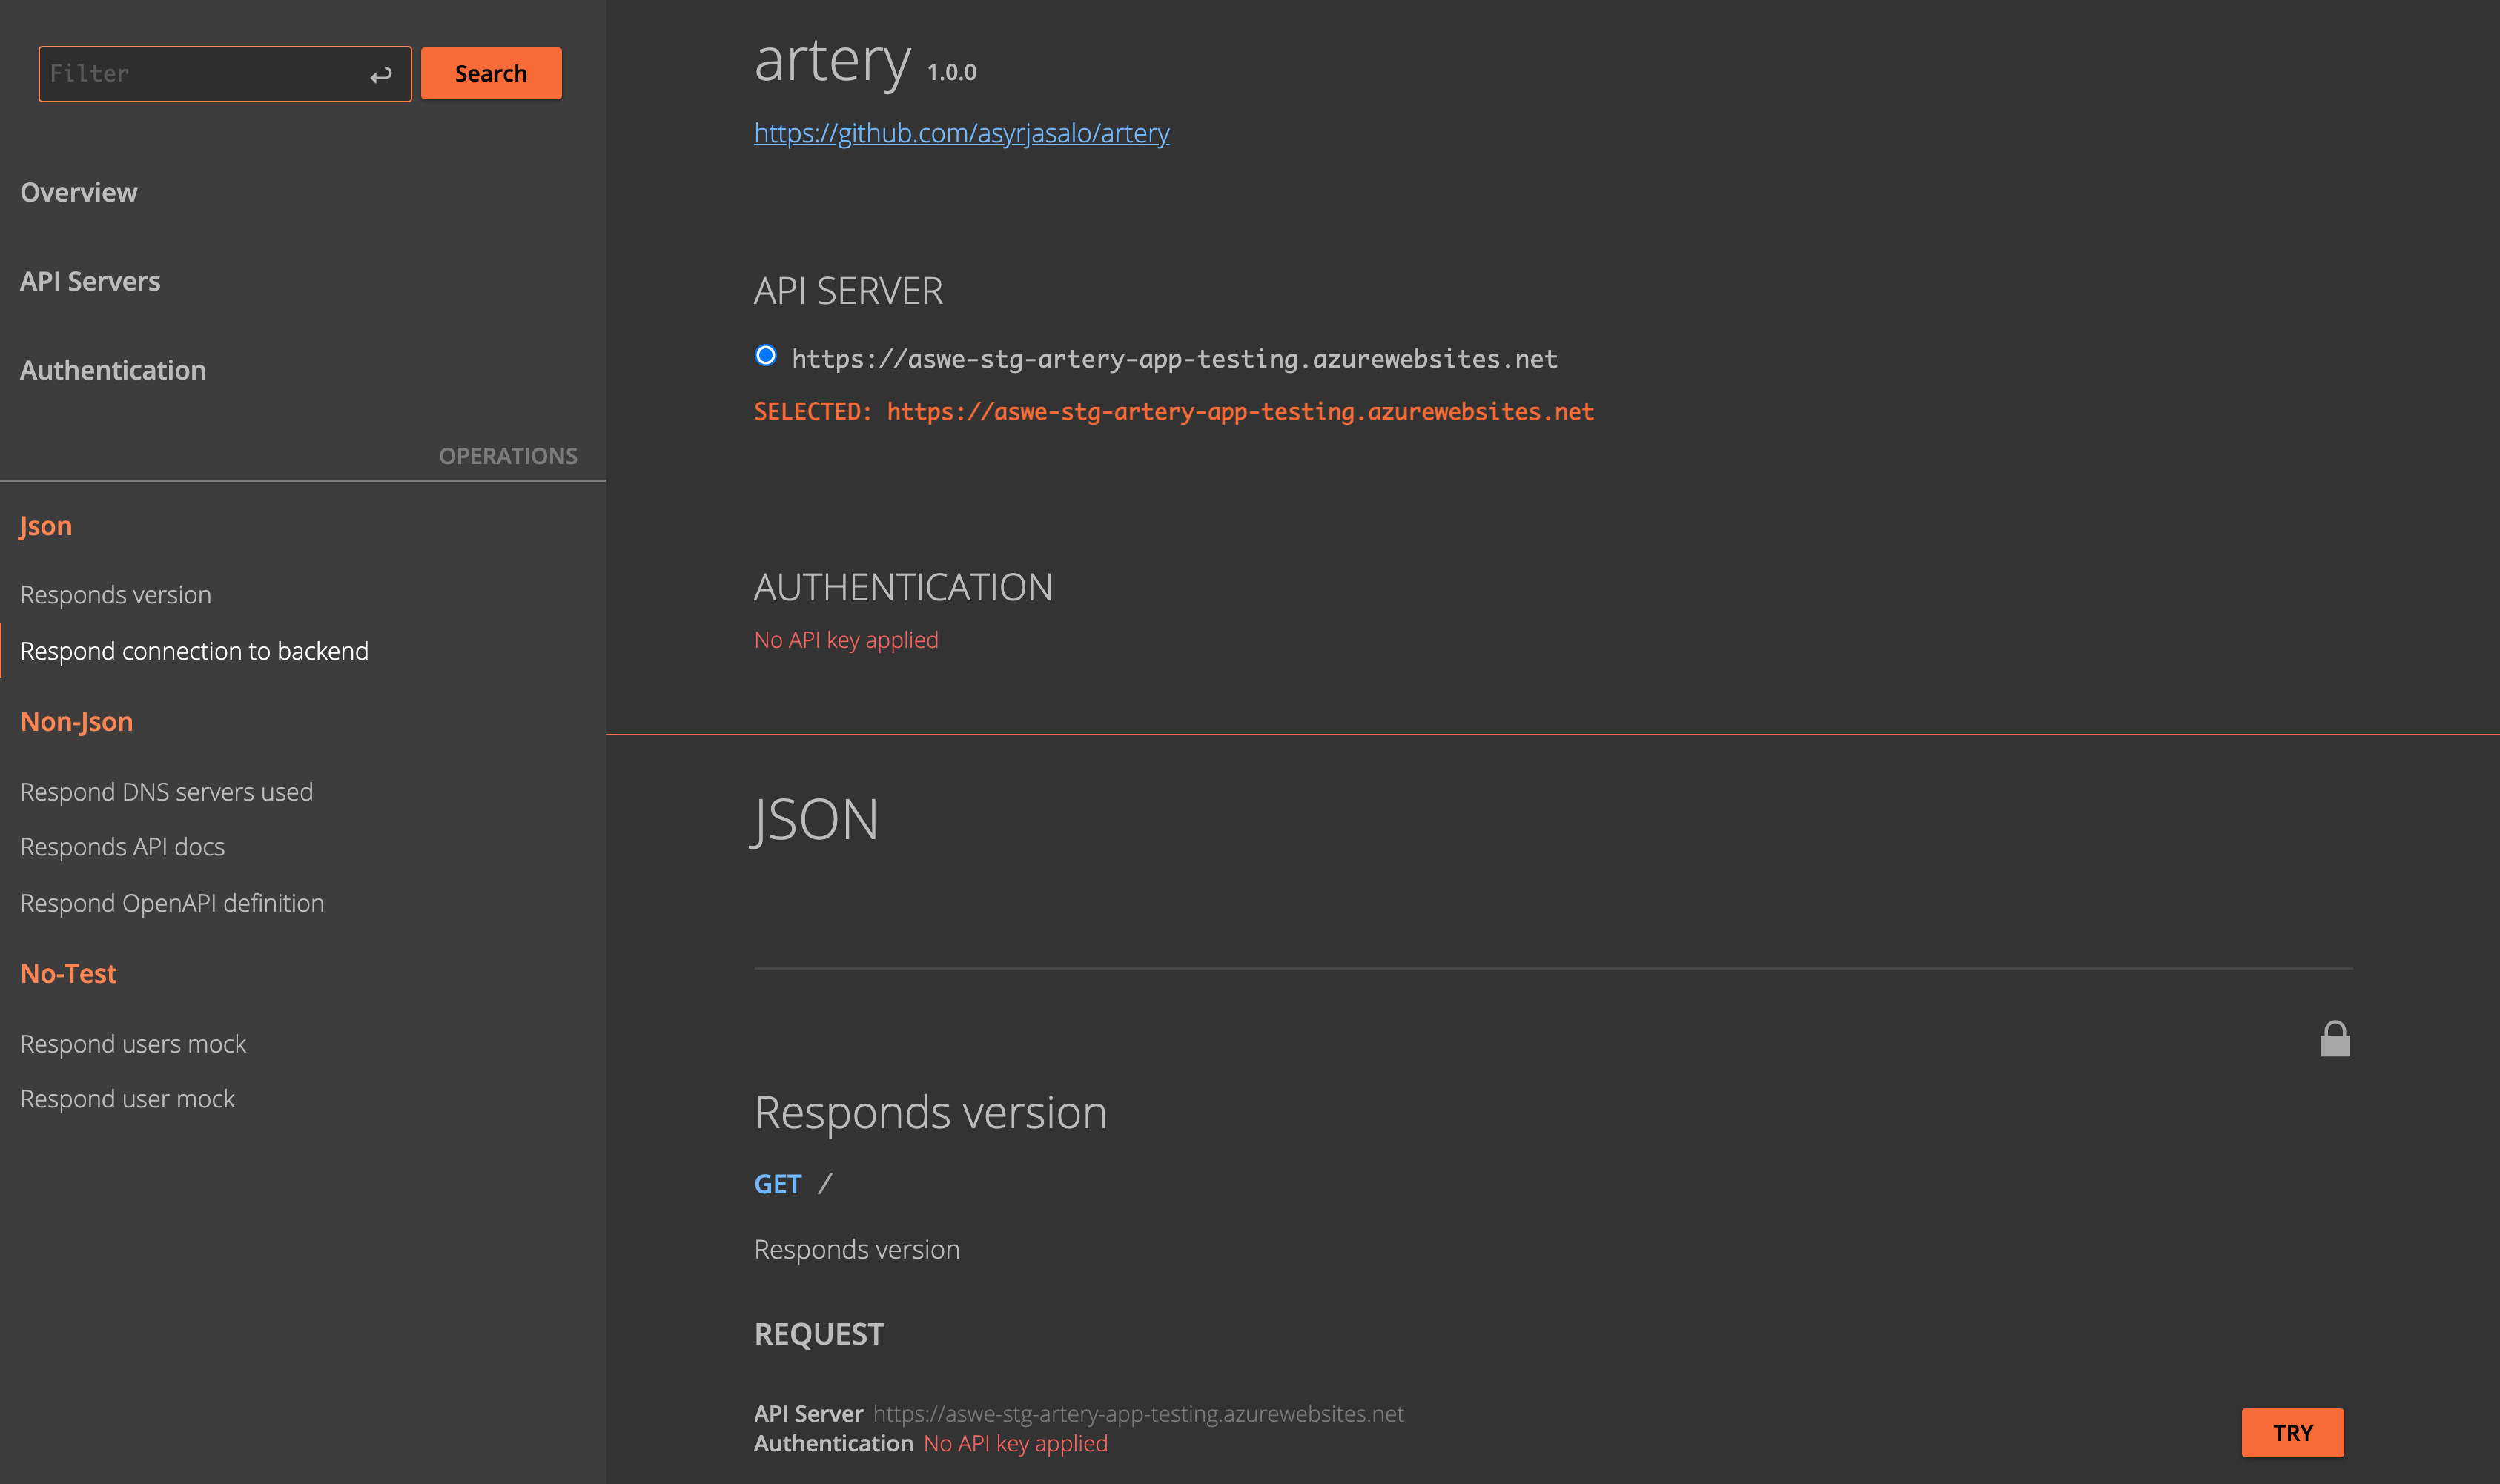 Filter
Search
Overview
API Servers
Authentication
OPERATIONS
Json
Responds version
Respond connection to backend
Non-Json
Respond DNS servers used
Responds API docs
Respond OpenAPI definition
No-Test
Respond users mock
Respond user mock
artery 1.0.0
https://github.com/asyrjasalo/artery
API SERVER
https://aswe-stg-artery-app-testing.azurewebsites.net
SELECTED: https://aswe-stg-artery-app-testing.azurewebsites.net
AUTHENTICATION
No API key applied
JSON
Responds version
GET /
Responds version
REQUEST
API Server https://aswe-stg-artery-app-testing.azurewebsites.net
Authentication No API key applied
TRY